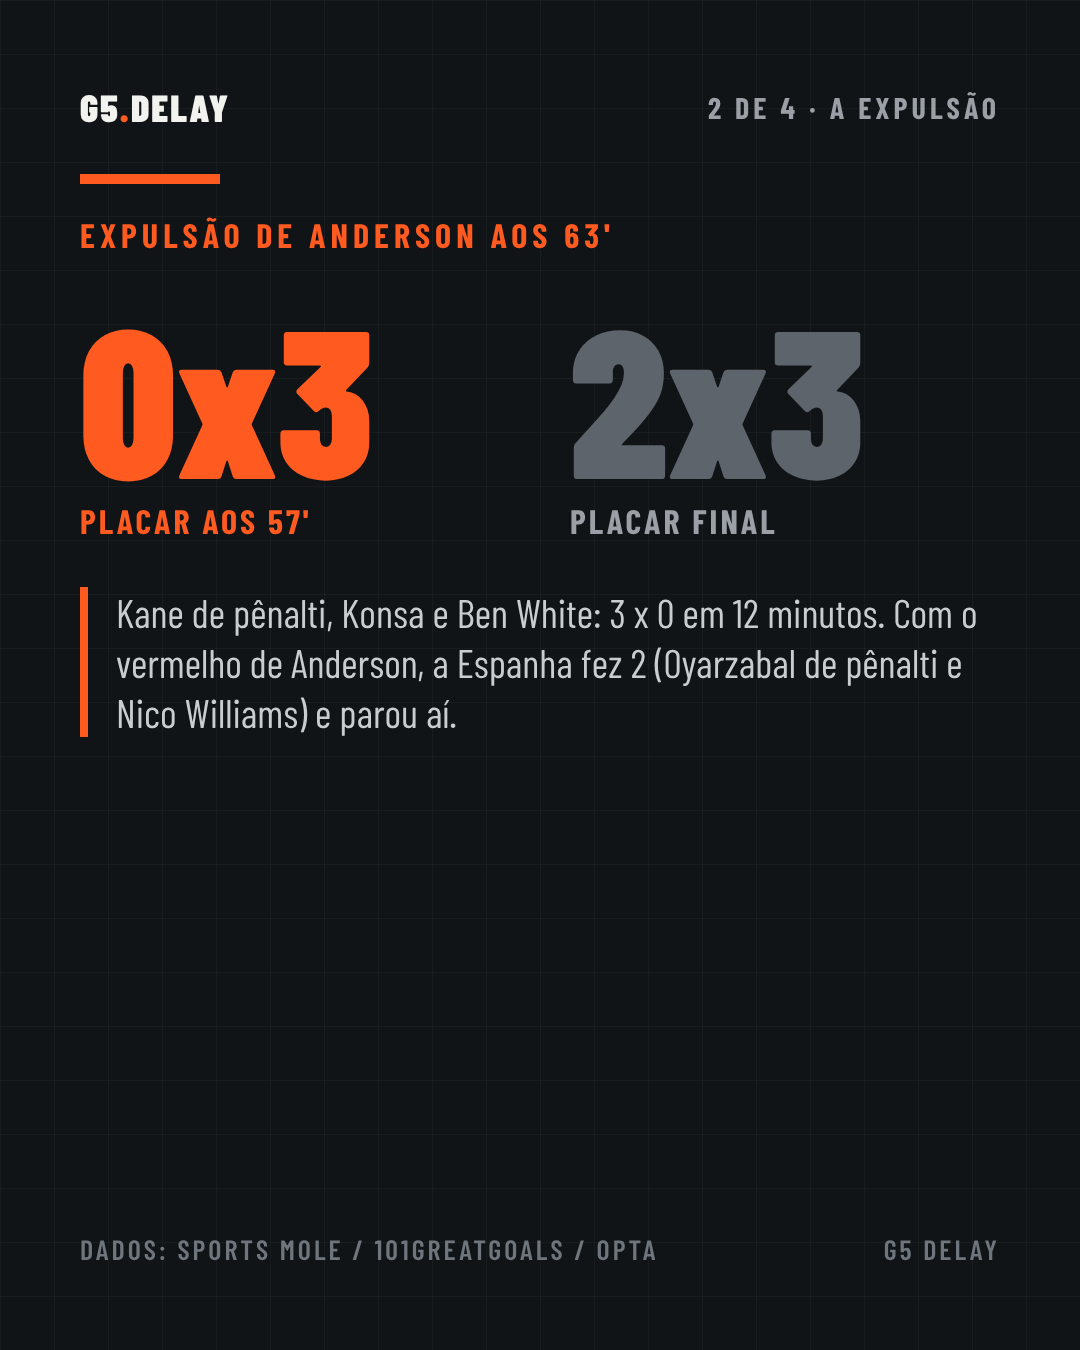 G5.DELAY
2 DE 4 · A EXPULSÃO
EXPULSÃO DE ANDERSON AOS 63'
0x3
2x3
PLACAR AOS 57'
PLACAR FINAL
Kane de pênalti, Konsa e Ben White: 3 x 0 em 12 minutos. Com o
vermelho de Anderson, a Espanha fez 2 (Oyarzabal de pênalti e
Nico Williams) e parou aí.
DADOS: SPORTS MOLE / 101GREATGOALS / OPTA
G5 DELAY